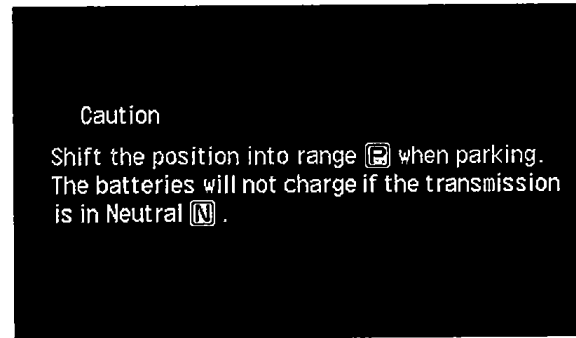 Caution
Shift the position into range P when parking.
The batteries will not charge if the transmission
is in Neutral N .